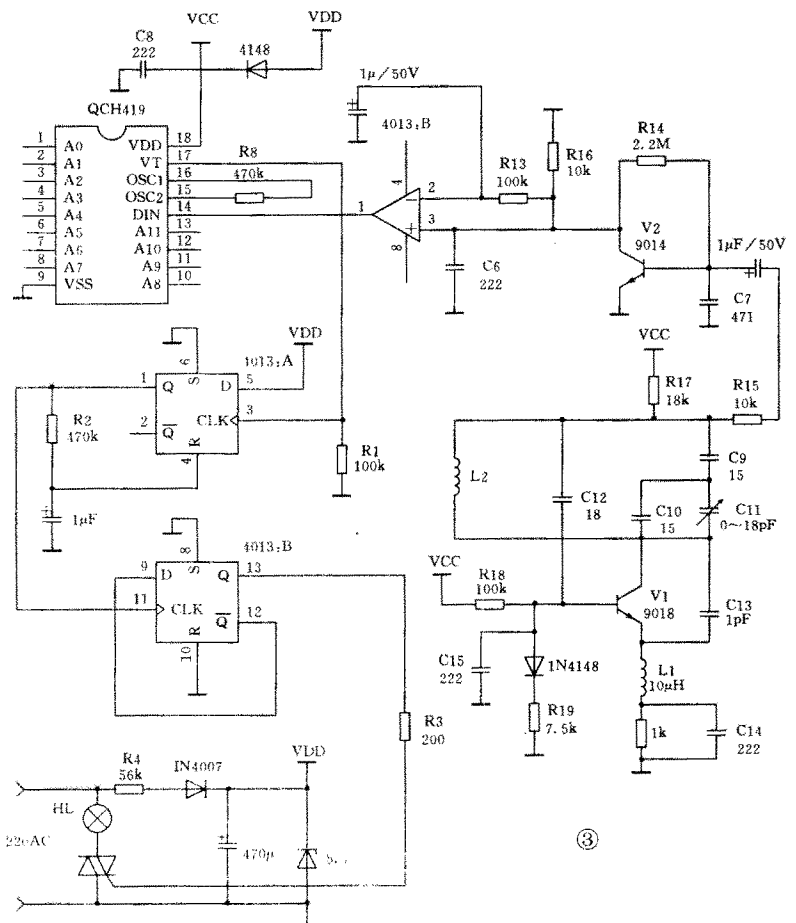 VCC
VDD
C8
222
4148
1μ/50V
QCH419
1 A0 VDD 18
2 A1 VT 17
3 A2 OSC1 16
4 A3 OSC2 15
5 A4 DIN 14
6 A5 A11 13
7 A6 A10 12
8 A7 A9 11
9 VSS A8 10
R8
470k
4013:B
4
1
2
3
8
R13
100k
R16
10k
R14
2.2M
V2
9014
1μF/50V
C6
222
C7
471
VCC
R17
18k
R15
10k
VDD
4013:A
6
1 Q S D 5
2 Q̅ CLK 3
R
4
R2
470k
1μF
R1
100k
L2
C12
18
C9
15
C10
15
C11
0~18pF
4013:B
8
9 D S Q 13
11 CLK Q̅ 12
R
10
VCC
R18
100k
V1
9018
C13
1pF
C15
222
1N4148
R19
7.5k
L1
10μH
1k
C14
222
R3
200
VDD
R4
56k
IN4007
HL
470μ
③